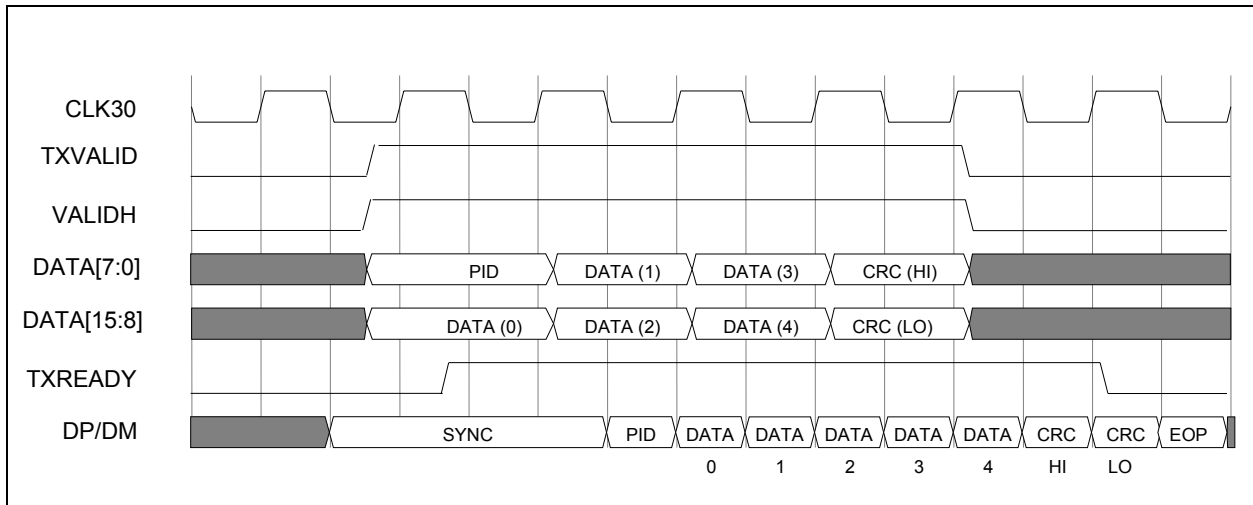 CLK30
TXVALID
VALIDH
DATA[7:0] PID DATA (1) DATA (3) CRC (HI)
DATA[15:8] DATA (0) DATA (2) DATA (4) CRC (LO)
TXREADY
DP/DM SYNC PID DATA DATA DATA DATA DATA CRC CRC EOP
0 1 2 3 4 HI LO